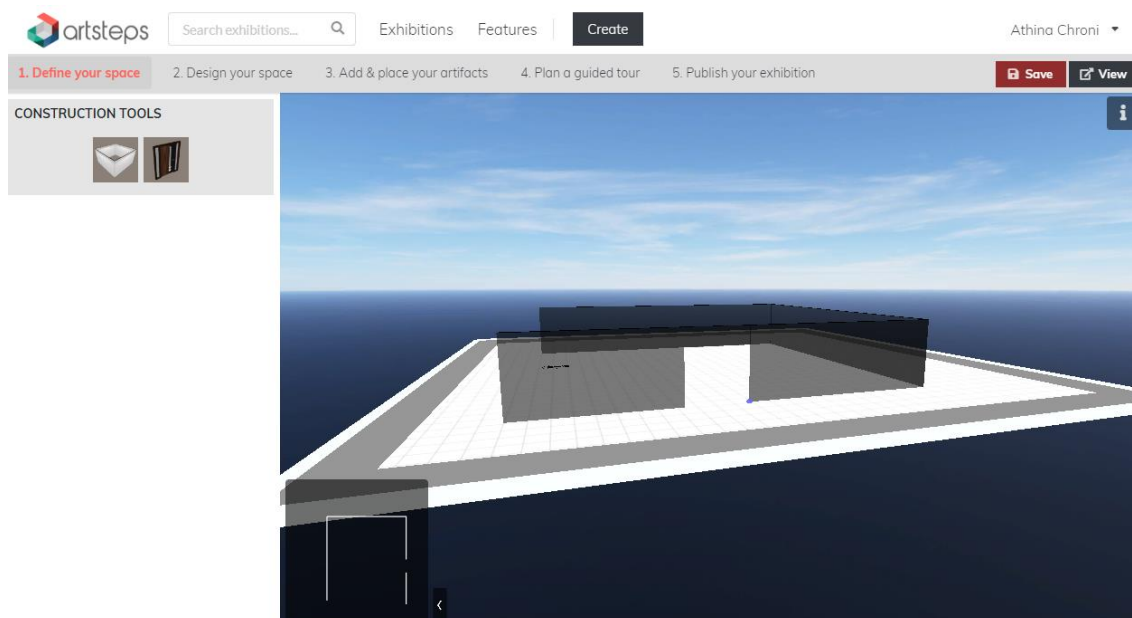 artsteps
Search exhibitions...
Exhibitions
Features
Create
Athina Chroni
1. Define your space
2. Design your space
3. Add & place your artifacts
4. Plan a guided tour
5. Publish your exhibition
Save
View
CONSTRUCTION TOOLS
i